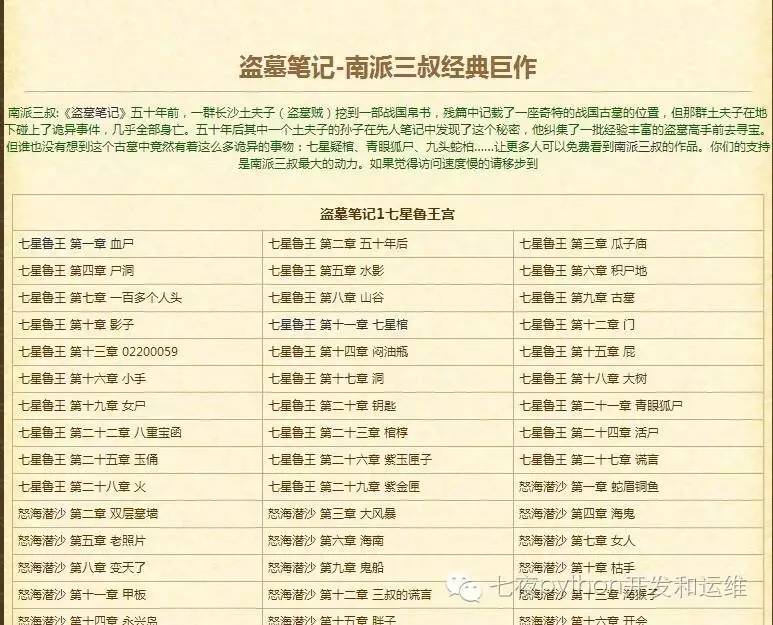 盗墓笔记-南派三叔经典巨作
南派三叔:《盗墓笔记》五十年前，一群长沙土夫子（盗墓贼）挖到一部战国帛书，残篇中记载了一座奇特的战国古墓的位置，但那群土夫子在地
下碰上了诡异事件，几乎全部身亡。五十年后其中一个土夫子的孙子在先人笔记中发现了这个秘密，他纠集了一批经验丰富的盗墓高手前去寻宝。
但谁也没有想到这个古墓中竟然有着这么多诡异的事物：七星疑棺、青眼狐尸、九头蛇柏……让更多人可以免费看到南派三叔的作品。你们的支持
是南派三叔最大的动力。如果觉得访问速度慢的请移步到
盗墓笔记1七星鲁王宫
七星鲁王 第一章 血尸 七星鲁王 第二章 五十年后 七星鲁王 第三章 瓜子庙
七星鲁王 第四章 尸洞 七星鲁王 第五章 水影 七星鲁王 第六章 积尸地
七星鲁王 第七章 一百多个人头 七星鲁王 第八章 山谷 七星鲁王 第九章 古墓
七星鲁王 第十章 影子 七星鲁王 第十一章 七星棺 七星鲁王 第十二章 门
七星鲁王 第十三章 02200059 七星鲁王 第十四章 闷油瓶 七星鲁王 第十五章 屁
七星鲁王 第十六章 小手 七星鲁王 第十七章 洞 七星鲁王 第十八章 大树
七星鲁王 第十九章 女尸 七星鲁王 第二十章 钥匙 七星鲁王 第二十一章 青眼狐尸
七星鲁王 第二十二章 八重宝函 七星鲁王 第二十三章 棺椁 七星鲁王 第二十四章 活尸
七星鲁王 第二十五章 玉俑 七星鲁王 第二十六章 紫玉匣子 七星鲁王 第二十七章 谎言
七星鲁王 第二十八章 火 七星鲁王 第二十九章 紫金匣 怒海潜沙 第一章 蛇眉铜鱼
怒海潜沙 第二章 双层墓墙 怒海潜沙 第三章 大风暴 怒海潜沙 第四章 海鬼
怒海潜沙 第五章 老照片 怒海潜沙 第六章 海南 怒海潜沙 第七章 女人
怒海潜沙 第八章 变天了 怒海潜沙 第九章 鬼船 怒海潜沙 第十章 枯手
怒海潜沙 第十一章 甲板 怒海潜沙 第十二章 三叔的谎言 怒海潜沙 第十三章 海猴子
七夜python开发和运维
怒海潜沙 第十四章 永兴岛 怒海潜沙 第十五章 胖子 怒海潜沙 第十六章 开会